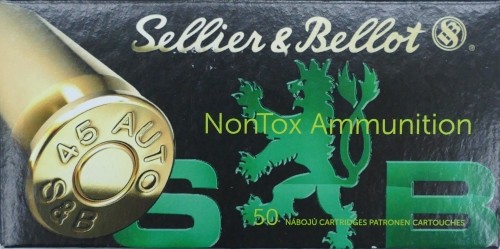 Sellier & Bellot
S&B
®
NonTox Ammunition
45 AUTO
S&B
S B
50 NÁBOJŮ CARTRIDGES PATRONEN CARTOUCHES